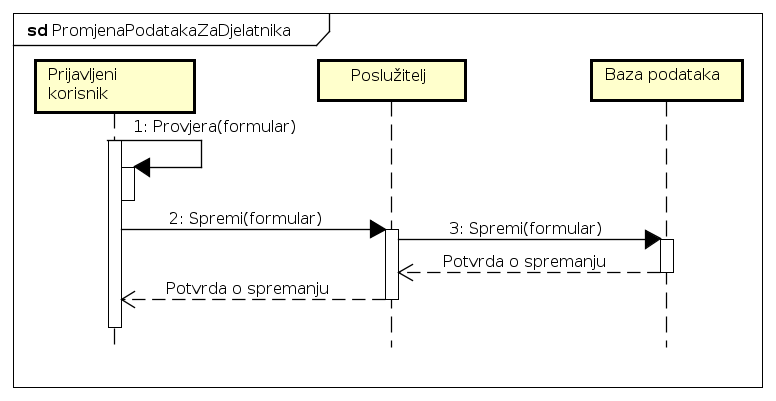 sd PromjenaPodatakaZaDjelatnika
Prijavljeni
korisnik
Poslužitelj
Baza podataka
1: Provjera(formular)
2: Spremi(formular)
3: Spremi(formular)
Potvrda o spremanju
Potvrda o spremanju